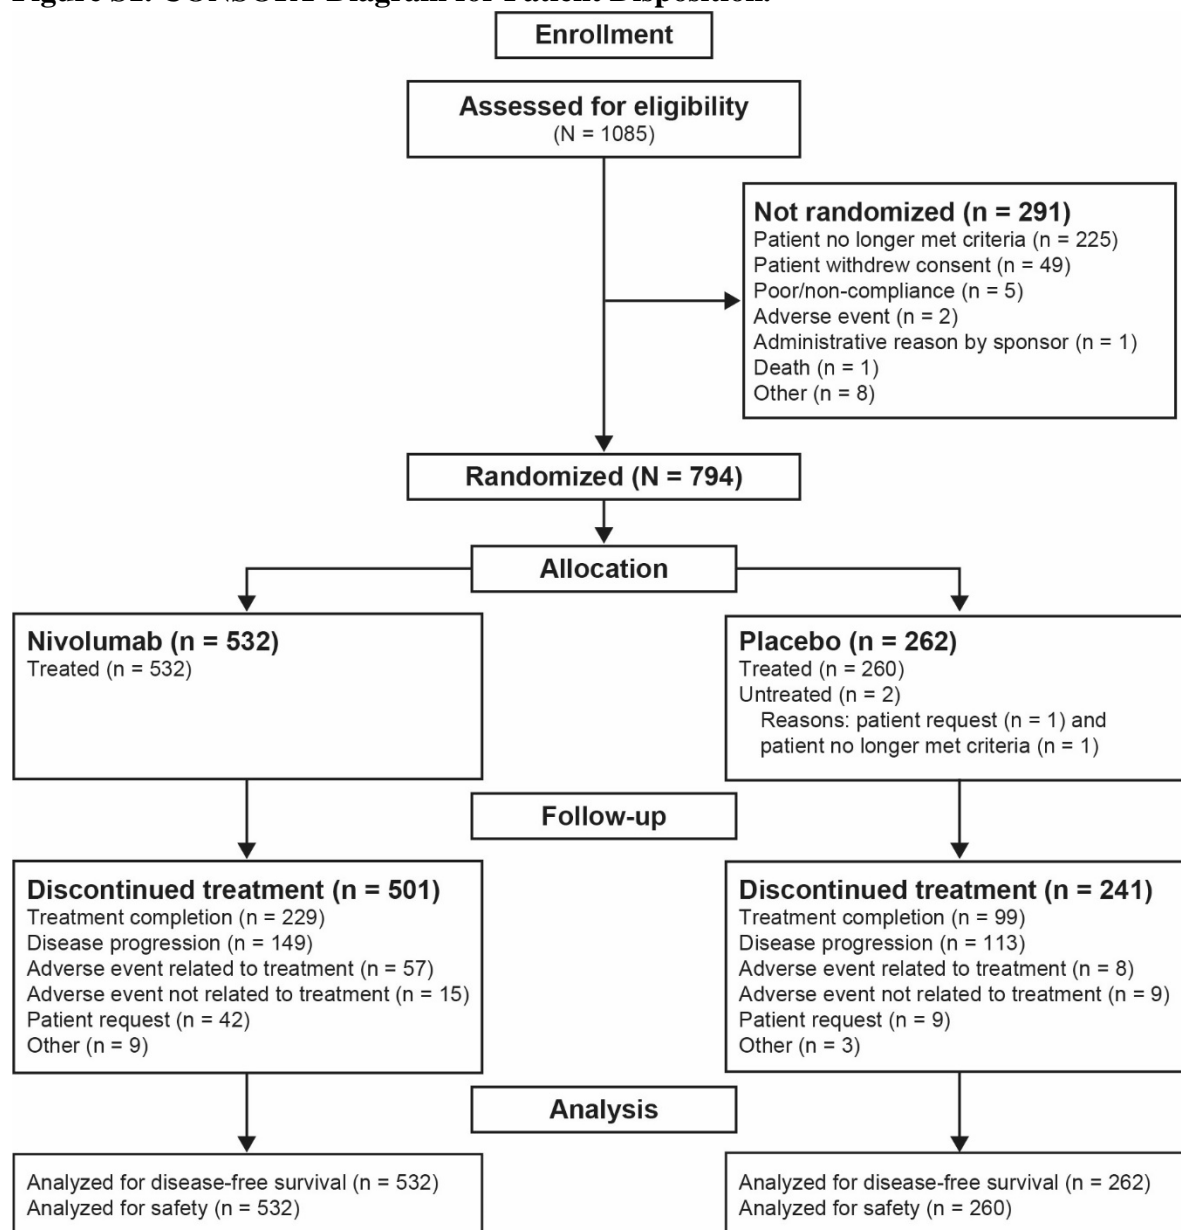 Figure S1: CONSORT Diagram for Patient Disposition.
Enrollment
Assessed for eligibility
(N = 1085)
Not randomized (n = 291)
Patient no longer met criteria (n = 225)
Patient withdrew consent (n = 49)
Poor/non-compliance (n = 5)
Adverse event (n = 2)
Administrative reason by sponsor (n = 1)
Death (n = 1)
Other (n = 8)
Randomized (N = 794)
Allocation
Nivolumab (n = 532)
Treated (n = 532)
Placebo (n = 262)
Treated (n = 260)
Untreated (n = 2)
Reasons: patient request (n = 1) and
patient no longer met criteria (n = 1)
Follow-up
Discontinued treatment (n = 501)
Treatment completion (n = 229)
Disease progression (n = 149)
Adverse event related to treatment (n = 57)
Adverse event not related to treatment (n = 15)
Patient request (n = 42)
Other (n = 9)
Discontinued treatment (n = 241)
Treatment completion (n = 99)
Disease progression (n = 113)
Adverse event related to treatment (n = 8)
Adverse event not related to treatment (n = 9)
Patient request (n = 9)
Other (n = 3)
Analysis
Analyzed for disease-free survival (n = 532)
Analyzed for safety (n = 532)
Analyzed for disease-free survival (n = 262)
Analyzed for safety (n = 260)